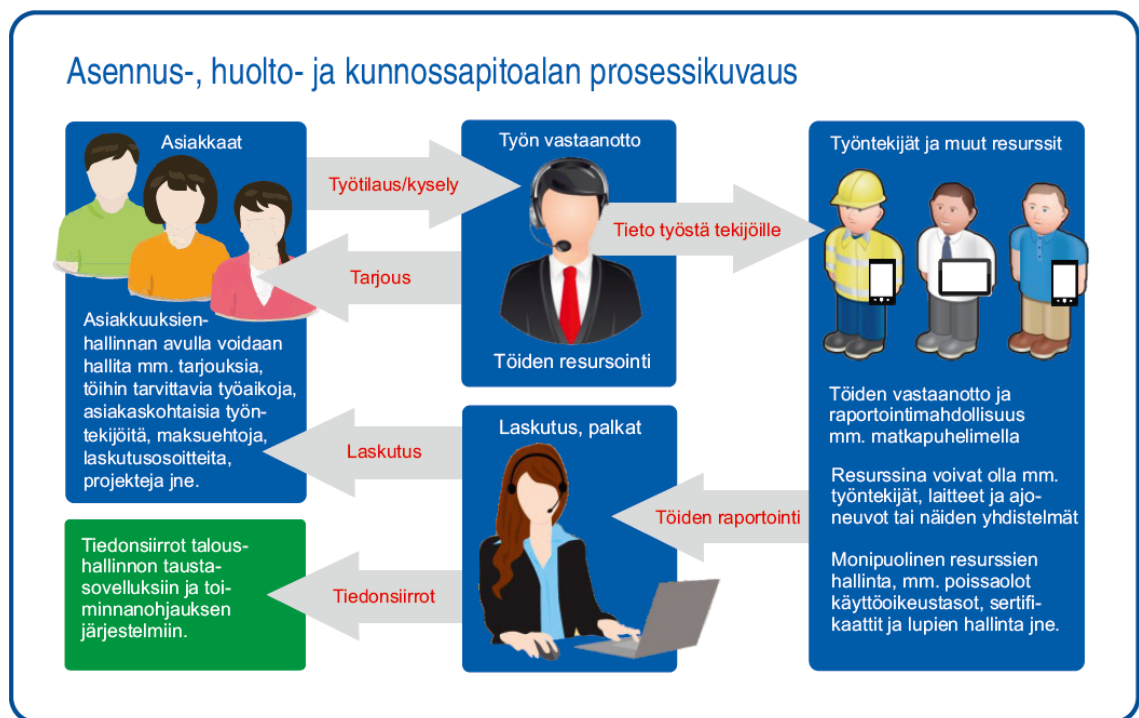 Asennus-, huolto- ja kunnossapitoalan prosessikuvaus
Asiakkaat
Asiakkuuksien-
hallinnan avulla voidaan
hallita mm. tarjouksia,
töihin tarvittavia työaikoja,
asiakaskohtaisia työn-
tekijöitä, maksuehtoja,
laskutusosoitteita,
projekteja jne.
Työtilaus/kysely
Tarjous
Työn vastaanotto
Töiden resursointi
Tieto työstä tekijöille
Työntekijät ja muut resurssit
Töiden vastaanotto ja
raportointimahdollisuus
mm. matkapuhelimella
Resurssina voivat olla mm.
työntekijät, laitteet ja ajo-
neuvot tai näiden yhdistelmät
Monipuolinen resurssien
hallinta, mm. poissaolot
käyttöoikeustasot, sertifi-
kaattit ja lupien hallinta jne.
Töiden raportointi
Laskutus, palkat
Laskutus
Tiedonsiirrot
Tiedonsiirrot talous-
hallinnon tausta-
sovelluksiin ja toi-
minnanohjauksen
järjestelmiin.